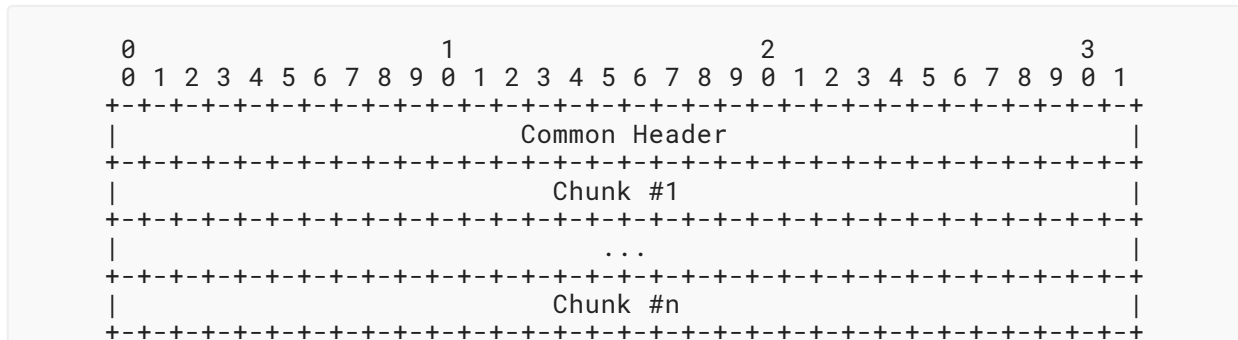 0                   1                   2                   3
 0 1 2 3 4 5 6 7 8 9 0 1 2 3 4 5 6 7 8 9 0 1 2 3 4 5 6 7 8 9 0 1
+-+-+-+-+-+-+-+-+-+-+-+-+-+-+-+-+-+-+-+-+-+-+-+-+-+-+-+-+-+-+-+-+
|                         Common Header                         |
+-+-+-+-+-+-+-+-+-+-+-+-+-+-+-+-+-+-+-+-+-+-+-+-+-+-+-+-+-+-+-+-+
|                           Chunk #1                            |
+-+-+-+-+-+-+-+-+-+-+-+-+-+-+-+-+-+-+-+-+-+-+-+-+-+-+-+-+-+-+-+-+
|                              ...                              |
+-+-+-+-+-+-+-+-+-+-+-+-+-+-+-+-+-+-+-+-+-+-+-+-+-+-+-+-+-+-+-+-+
|                           Chunk #n                            |
+-+-+-+-+-+-+-+-+-+-+-+-+-+-+-+-+-+-+-+-+-+-+-+-+-+-+-+-+-+-+-+-+